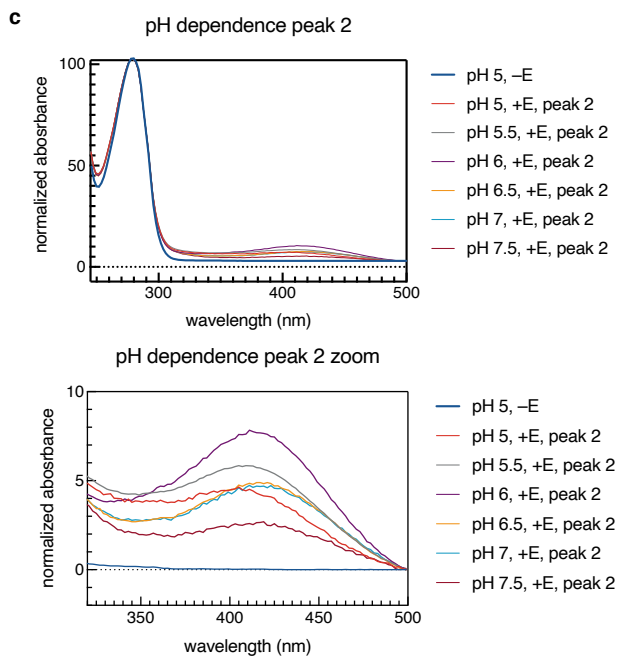 c
pH dependence peak 2
normalized abosrbance
100
50
0
300
400
500
wavelength (nm)
pH 5, –E
pH 5, +E, peak 2
pH 5.5, +E, peak 2
pH 6, +E, peak 2
pH 6.5, +E, peak 2
pH 7, +E, peak 2
pH 7.5, +E, peak 2
pH dependence peak 2 zoom
normalized abosrbance
10
5
0
350
400
450
500
wavelength (nm)
pH 5, –E
pH 5, +E, peak 2
pH 5.5, +E, peak 2
pH 6, +E, peak 2
pH 6.5, +E, peak 2
pH 7, +E, peak 2
pH 7.5, +E, peak 2